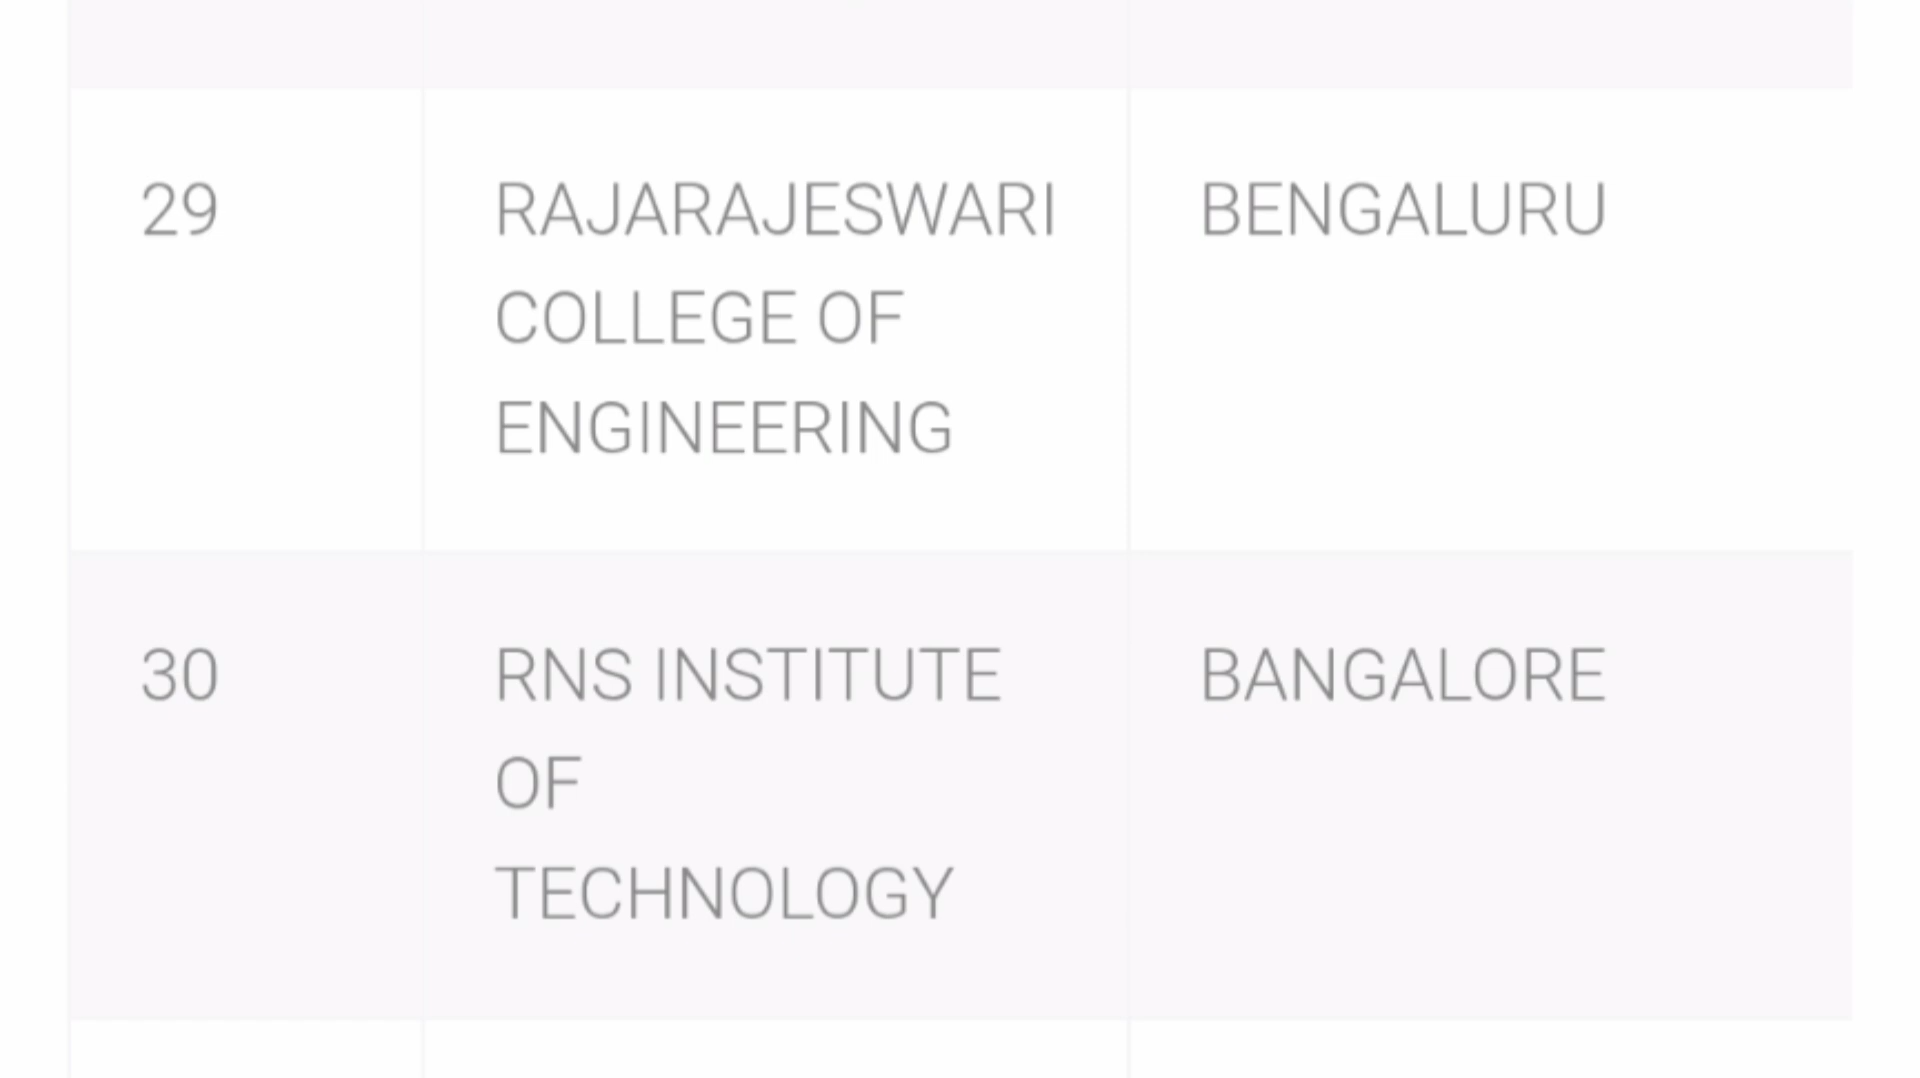 29 RAJARAJESWARI BENGALURU
COLLEGE OF
ENGINEERING
30 RNS INSTITUTE BANGALORE
OF
TECHNOLOGY